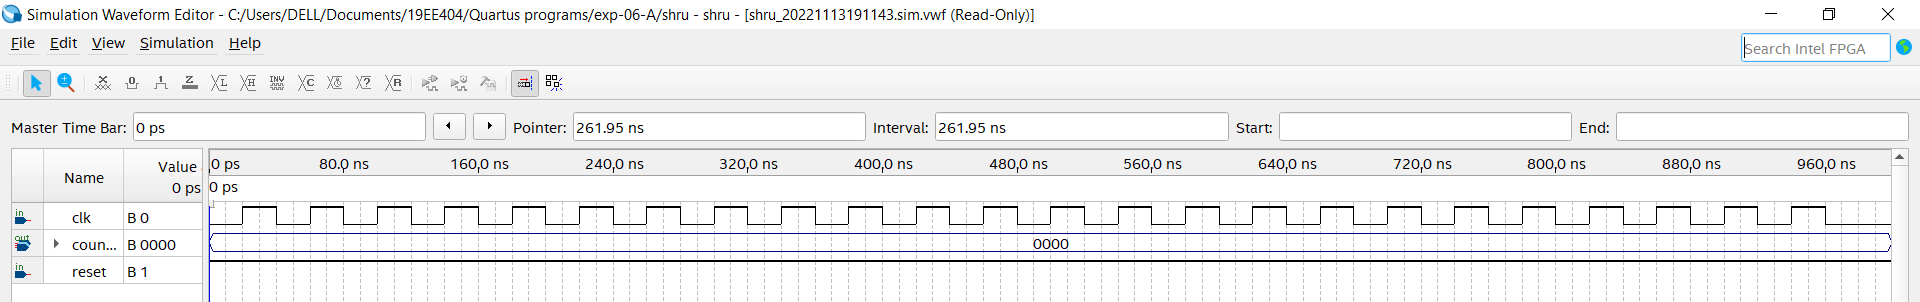 Simulation Waveform Editor - C:/Users/DELL/Documents/19EE404/Quartus programs/exp-06-A/shru - shru - [shru_20221113191143.sim.vwf (Read-Only)]
File Edit View Simulation Help
Search Intel FPGA
Master Time Bar: 0 ps Pointer: 261.95 ns Interval: 261.95 ns Start: End:
Name Value 0 ps 80,0 ns 160,0 ns 240,0 ns 320,0 ns 400,0 ns 480,0 ns 560,0 ns 640,0 ns 720,0 ns 800,0 ns 880,0 ns 960,0 ns
0 ps 0 ps
in clk B 0
out coun... B 0000 0000
in reset B 1